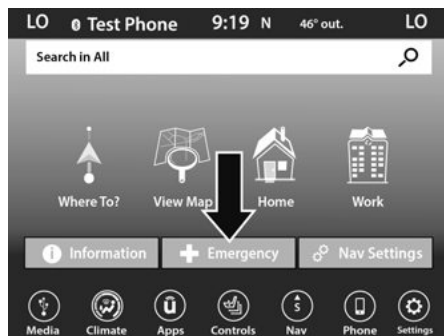 LO Test Phone 9:19 N 46° out. LO
Search in All
Where To? View Map Home Work
Information Emergency Nav Settings
û S
Media Climate Apps Controls Nav Phone Settings